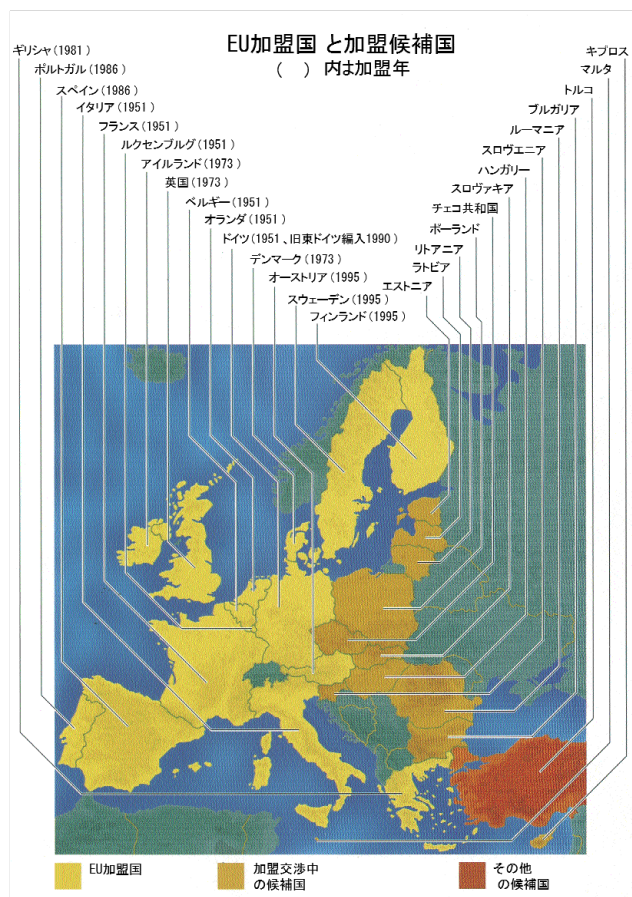 EU加盟国 と加盟候補国
( ) 内は加盟年
ギリシャ(1981 )
ポルトガル(1986 )
スペイン(1986 )
イタリア(1951 )
フランス(1951 )
ルクセンブルグ(1951 )
アイルランド(1973 )
英国(1973 )
ベルギー(1951 )
オランダ(1951 )
ドイツ(1951 、旧東ドイツ編入1990 )
デンマーク(1973 )
オーストリア(1995 )
スウェーデン(1995 )
フィンランド(1995 )
キプロス
マルタ
トルコ
ブルガリア
ルーマニア
スロヴェニア
ハンガリー
スロヴァキア
チェコ共和国
ポーランド
リトアニア
ラトビア
エストニア
EU加盟国
加盟交渉中
の候補国
その他
の候補国